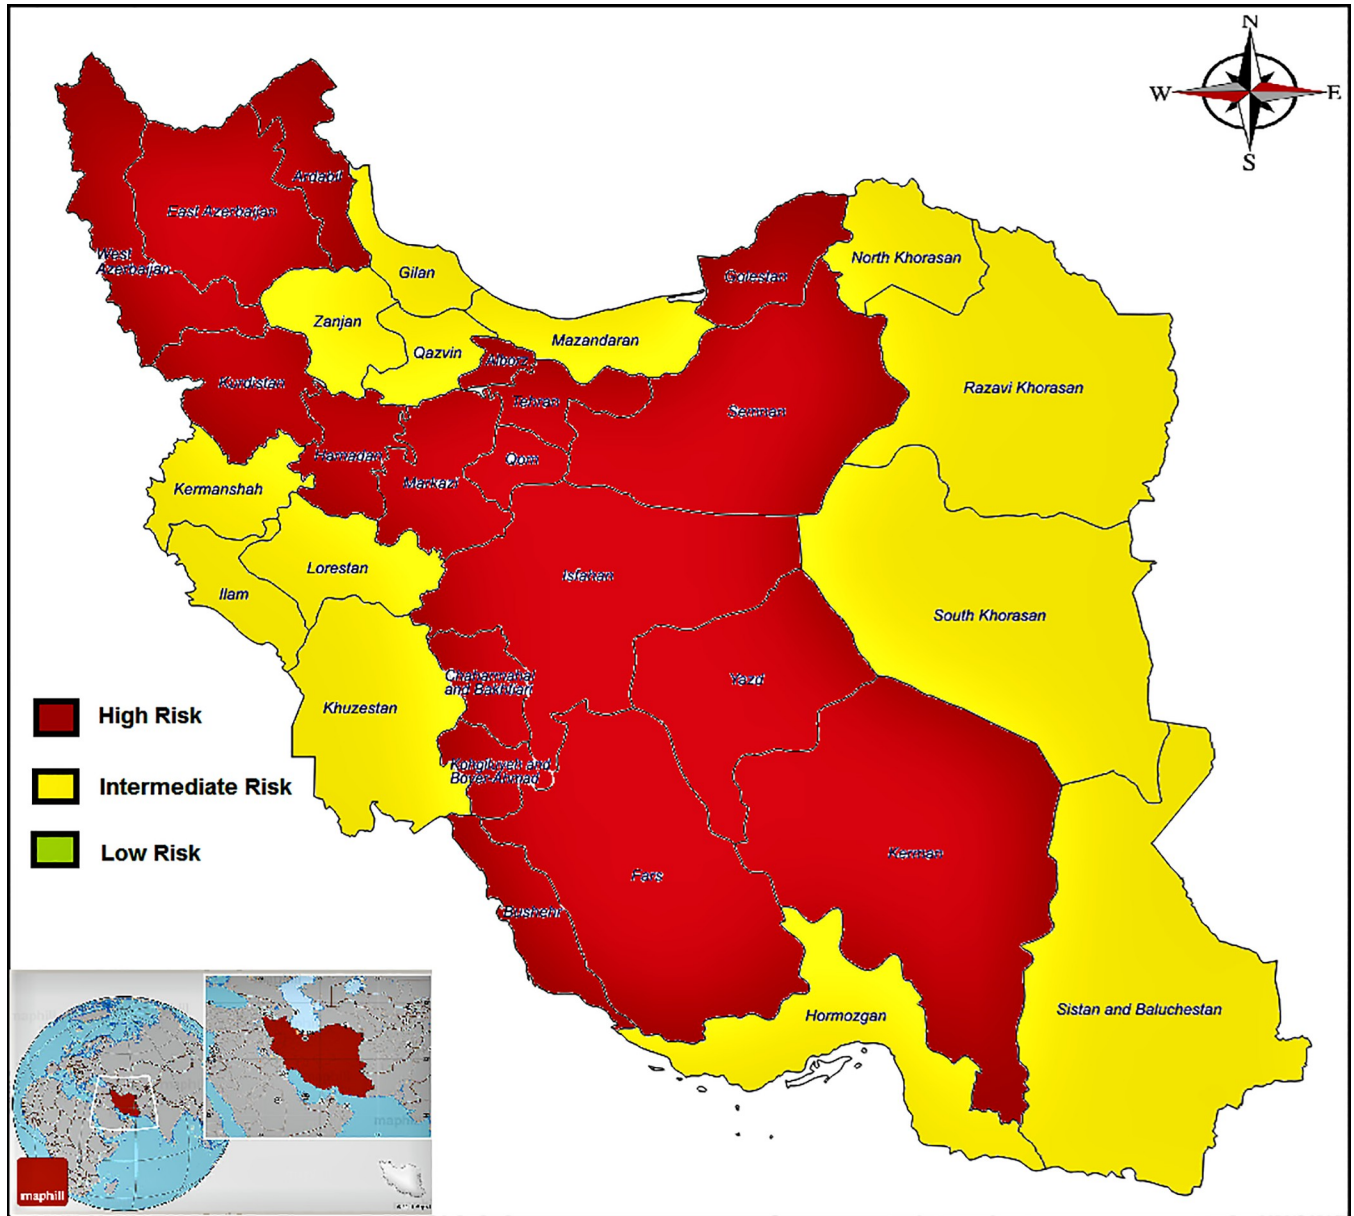 N
W
E
S
Ardabil
East Azerbaijan
West
Azerbaijan
Gilan
Golestan
North Khorasan
Zanjan
Qazvin
Mazandaran
Alborz
Kurdistan
Tehran
Semnan
Razavi Khorasan
Hamadan
Qom
Markazi
Kermanshah
Lorestan
Ilam
Isfahan
South Khorasan
Chaharmahal
and Bakhtiari
Yazd
Khuzestan
High Risk
Kohgiluyeh and
Boyer-Ahmad
Intermediate Risk
Low Risk
Kerman
Fars
Bushehr
Hormozgan
Sistan and Baluchestan
maphill